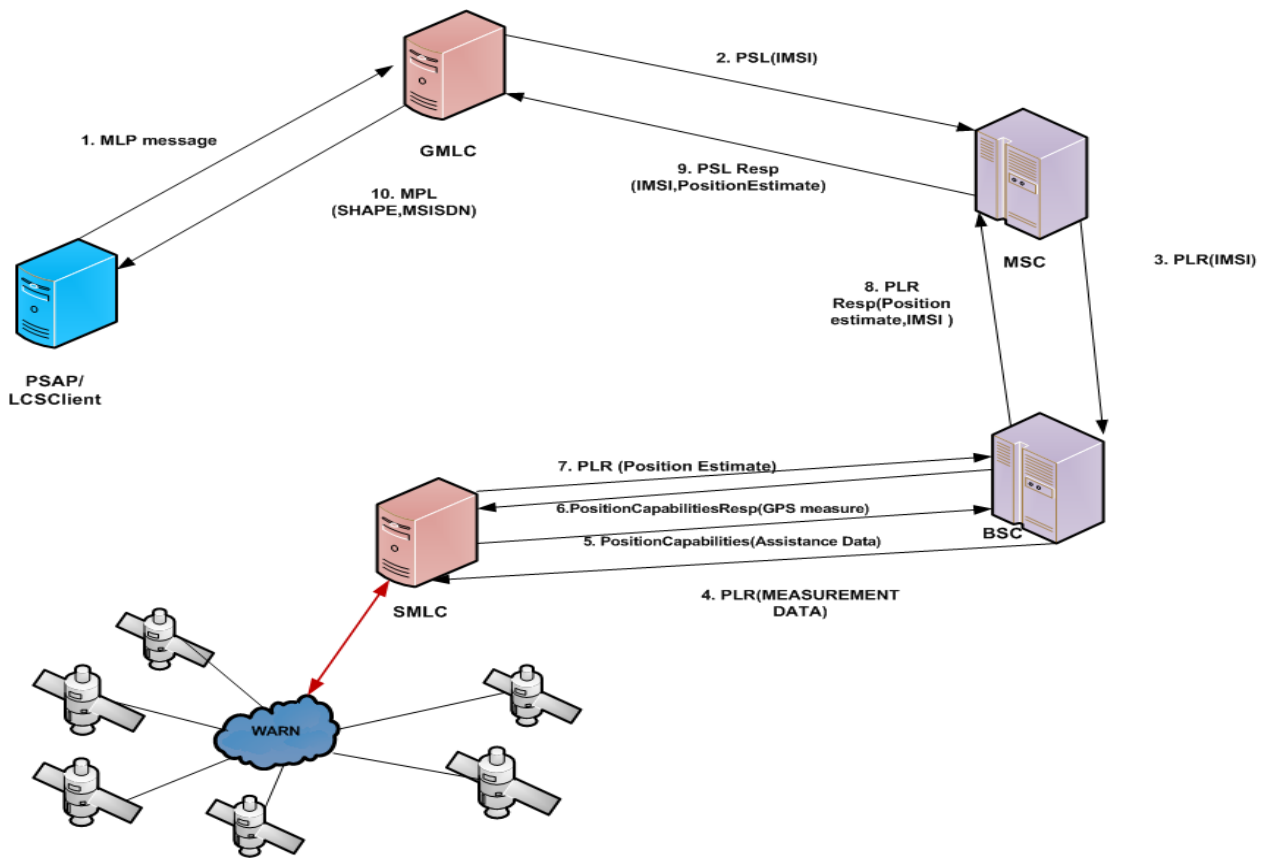 2. PSL(IMSI)
1. MLP message
GMLC
9. PSL Resp
(IMSI,PositionEstimate)
10. MPL
(SHAPE,MSISDN)
MSC
3. PLR(IMSI)
8. PLR
Resp(Position
estimate,IMSI )
PSAP/
LCSClient
7. PLR (Position Estimate)
6.PositionCapabilitiesResp(GPS measure)
BSC
5. PositionCapabilities(Assistance Data)
4. PLR(MEASUREMENT
DATA)
SMLC
WARN